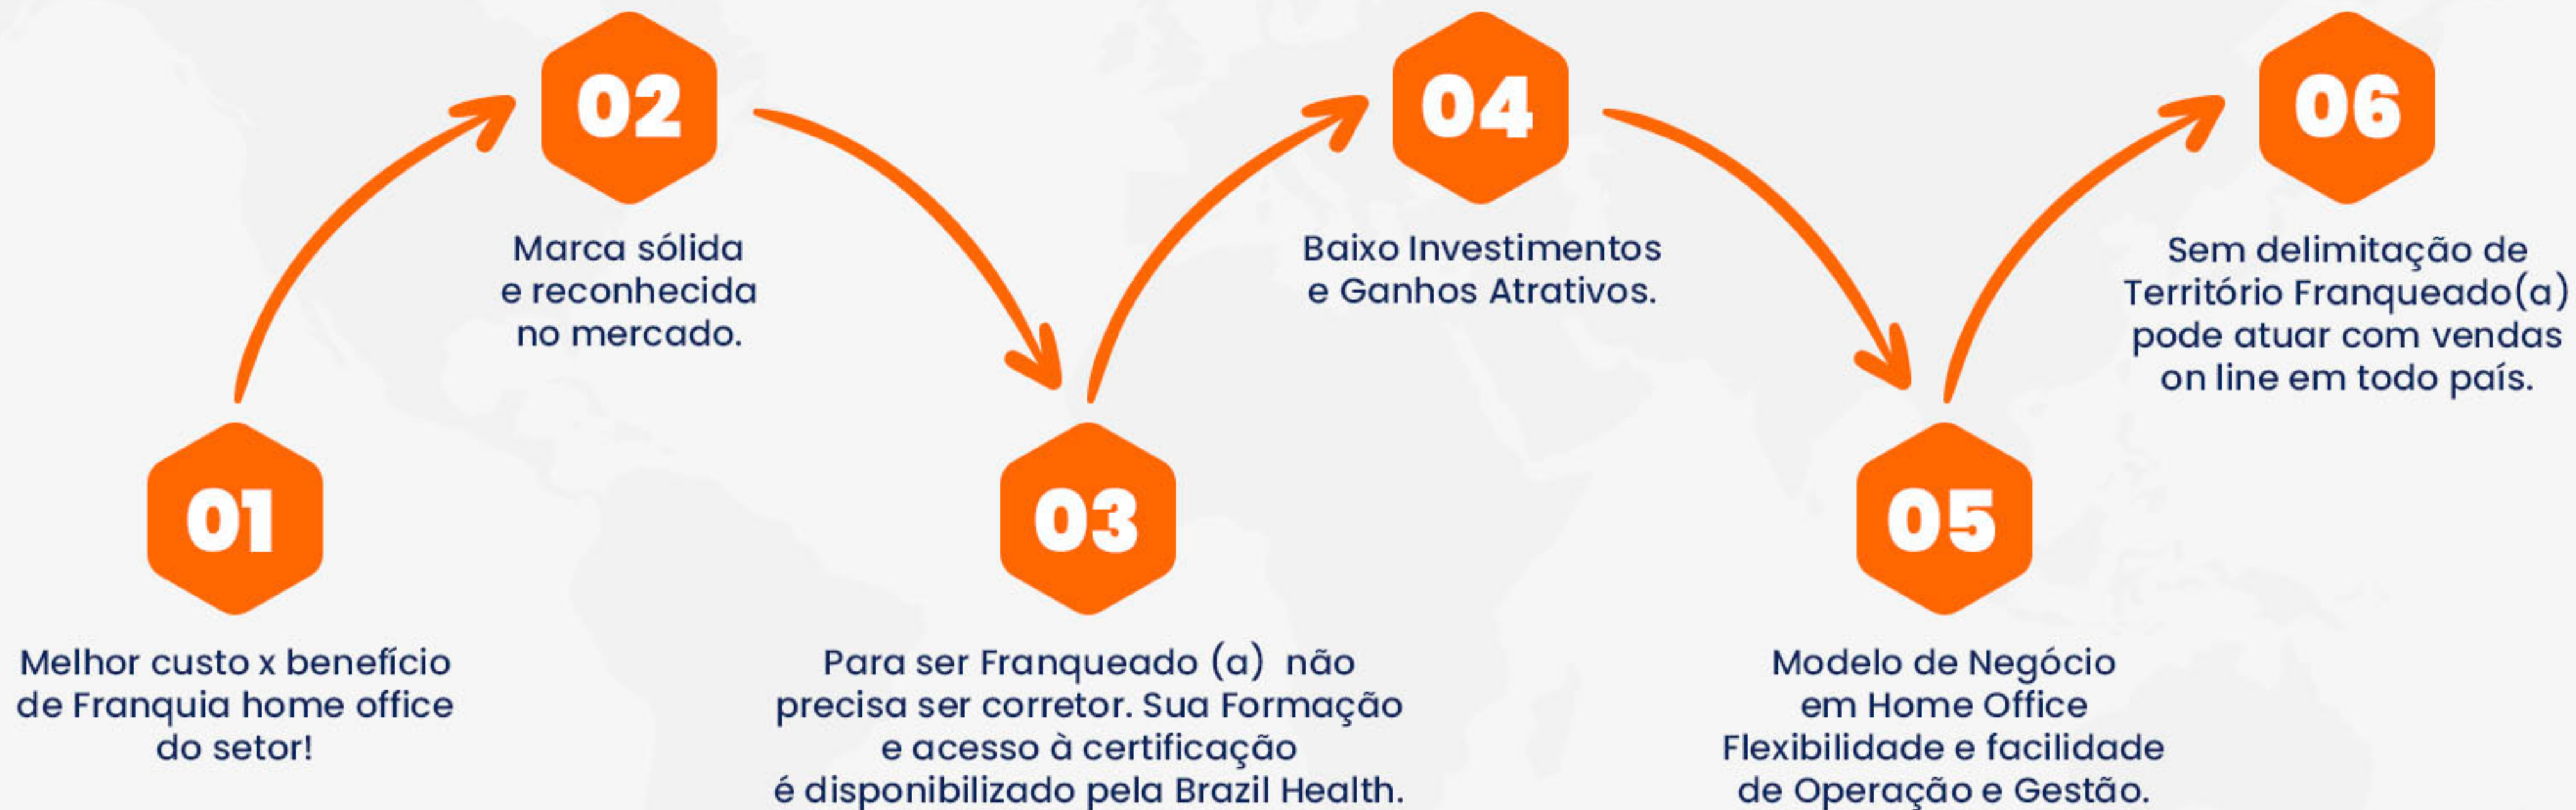 01
Melhor custo x benefício
de Franquia home office
do setor!
02
Marca sólida
e reconhecida
no mercado.
03
Para ser Franqueado (a)  não
precisa ser corretor. Sua Formação
e acesso à certificação
é disponibilizado pela Brazil Health.
04
Baixo Investimentos
e Ganhos Atrativos.
05
Modelo de Negócio
em Home Office
Flexibilidade e facilidade
de Operação e Gestão.
06
Sem delimitação de
Território Franqueado(a)
pode atuar com vendas
on line em todo país.